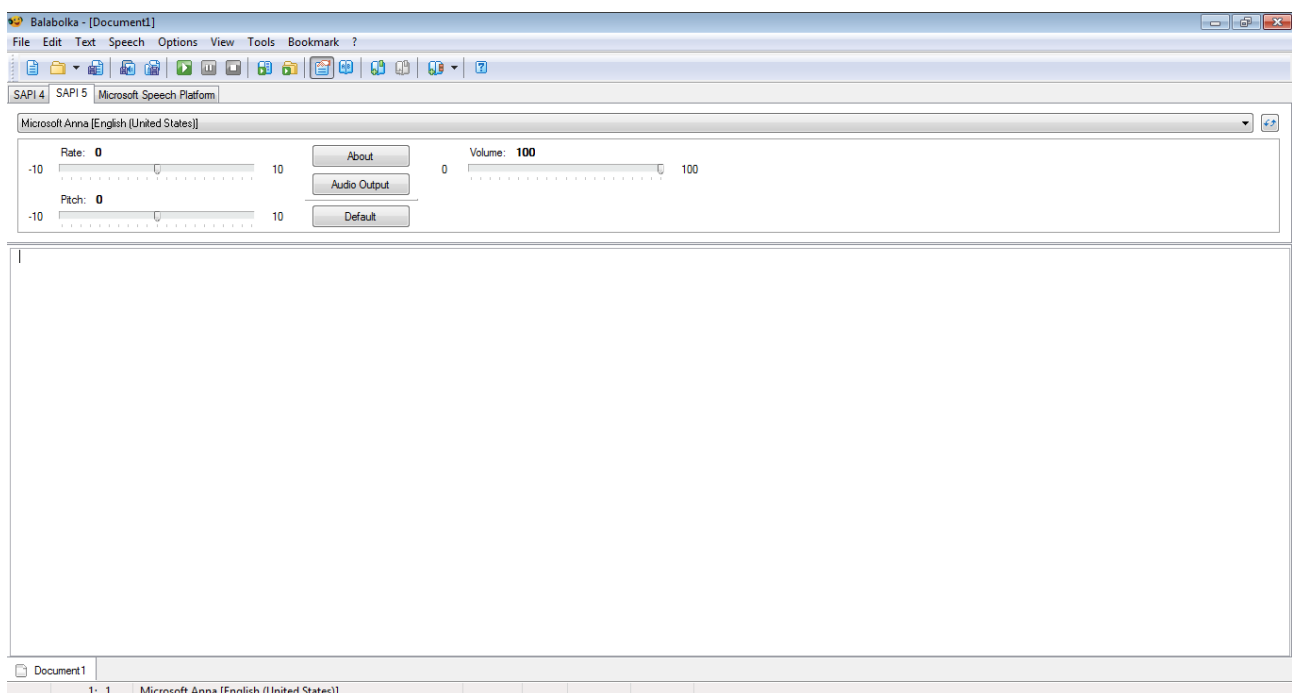 Balabolka - [Document1]
File Edit Text Speech Options View Tools Bookmark ?
SAPI 4 SAPI 5 Microsoft Speech Platform
Microsoft Anna [English (United States)]
Rate: 0 About Volume: 100
-10 10 0 100
Audio Output
Pitch: 0
-10 10 Default
Document1
1: 1 Microsoft Anna [English (United States)]